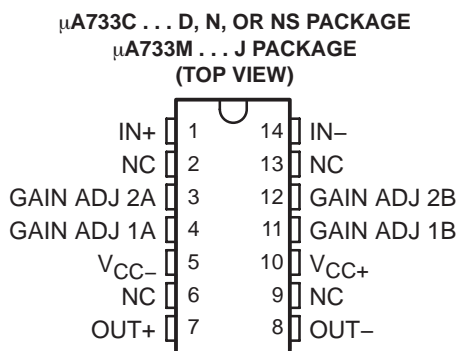 µA733C . . . D, N, OR NS PACKAGE
µA733M . . . J PACKAGE
(TOP VIEW)
IN+ 1 14 IN−
NC 2 13 NC
GAIN ADJ 2A 3 12 GAIN ADJ 2B
GAIN ADJ 1A 4 11 GAIN ADJ 1B
VCC− 5 10 VCC+
NC 6 9 NC
OUT+ 7 8 OUT−